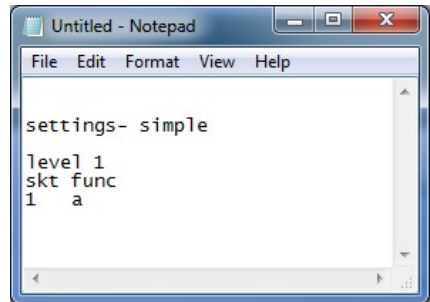 Untitled - Notepad
File Edit Format View Help
settings- simple
level 1
skt func
1 a